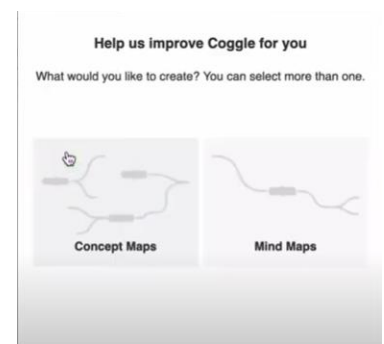 Help us improve Coggle for you
What would you like to create? You can select more than one.
Concept Maps
Mind Maps